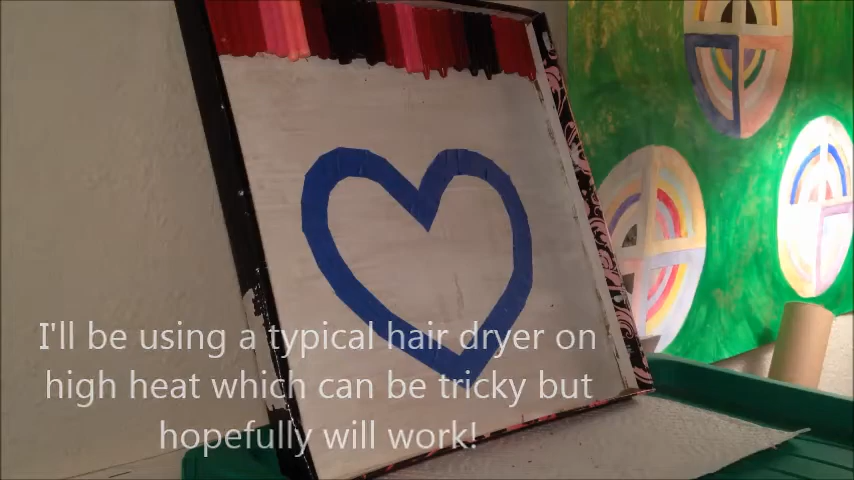 I'll be using a typical hair dryer on
high heat which can be tricky but
hopefully will work!